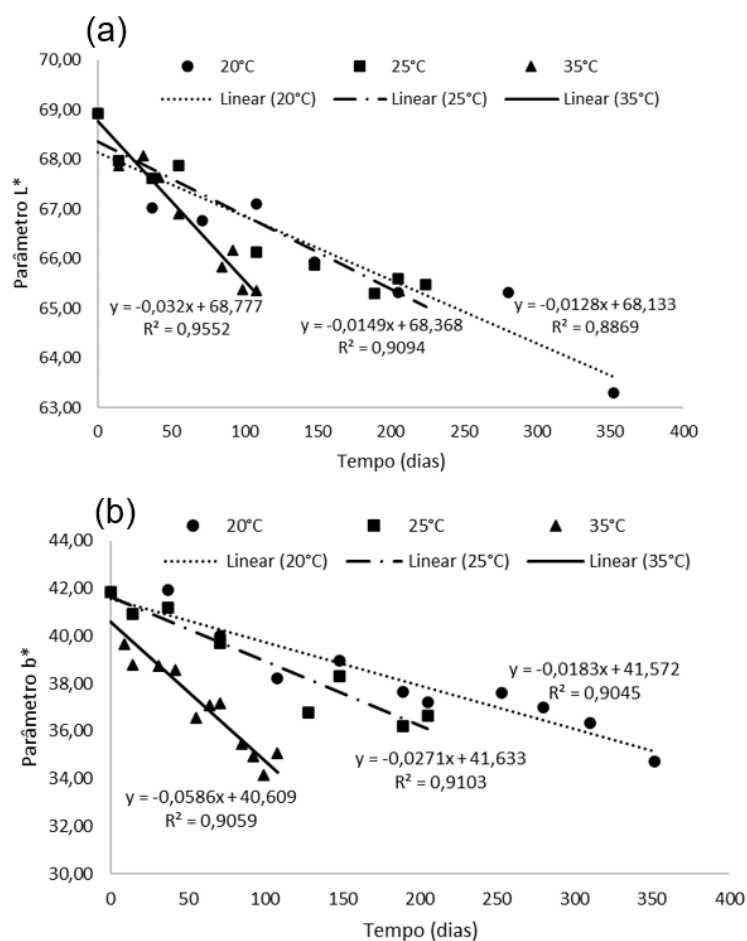 (a)
70,00
20°C 25°C 35°C
69,00
Linear (20°C) Linear (25°C) Linear (35°C)
68,00
67,00
66,00
65,00
64,00
63,00
Parâmetro L*
y = -0,032x + 68,777
R² = 0,9552
y = -0,0149x + 68,368
R² = 0,9094
y = -0,0128x + 68,133
R² = 0,8869
0 50 100 150 200 250 300 350 400
Tempo (dias)
(b)
44,00
20°C 25°C 35°C
42,00
Linear (20°C) Linear (25°C) Linear (35°C)
40,00
38,00
36,00
34,00
32,00
30,00
Parâmetro b*
y = -0,0183x + 41,572
R² = 0,9045
y = -0,0271x + 41,633
R² = 0,9103
y = -0,0586x + 40,609
R² = 0,9059
0 50 100 150 200 250 300 350 400
Tempo (dias)